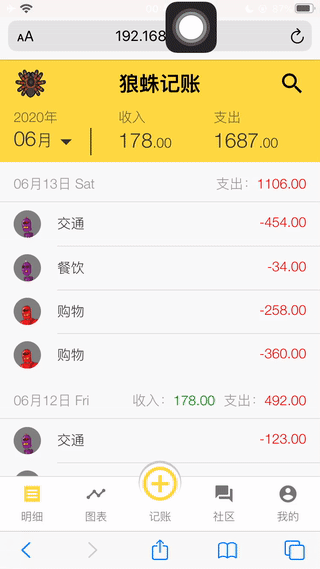 AA 192.168
狼蛛记账
2020年 收入 支出
06月 178.00 1687.00
06月13日 Sat 支出: 1106.00
交通 -454.00
餐饮 -34.00
购物 -258.00
购物 -360.00
06月12日 Fri 收入: 178.00 支出: 492.00
交通 -123.00
明细 图表 记账 社区 我的